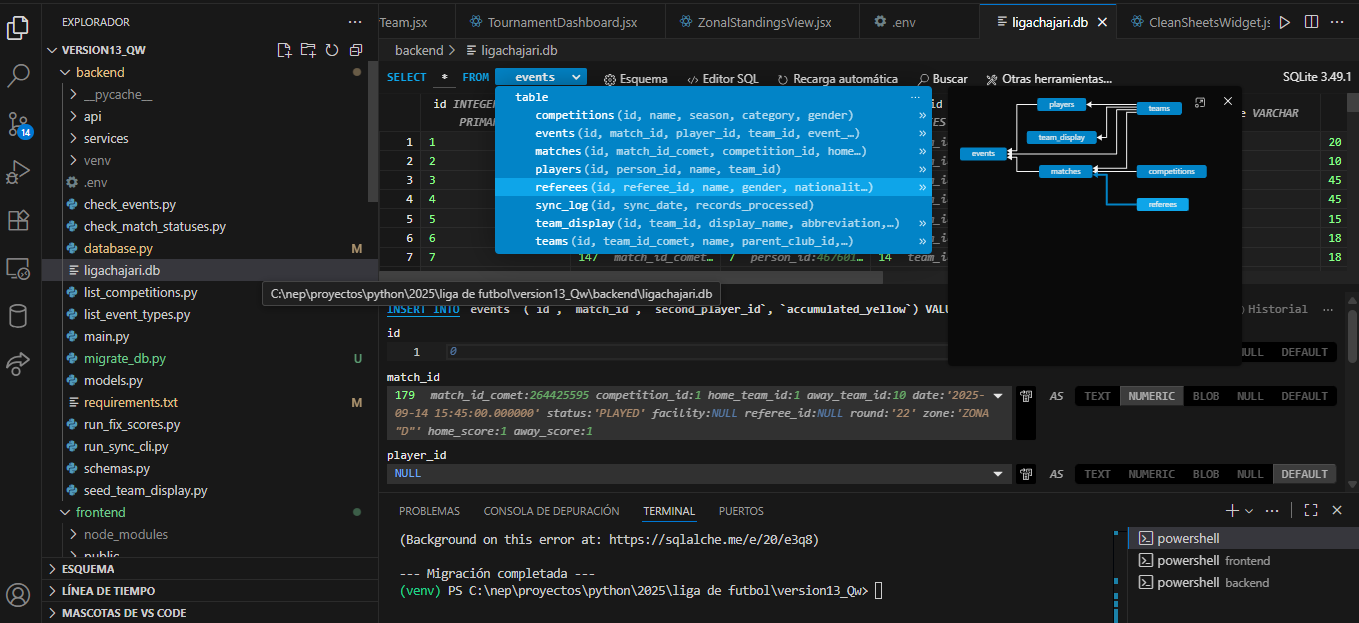 EXPLORADOR
VERSION13_QW
backend
__pycache__
api
services
venv
.env
check_events.py
check_match_statuses.py
database.py M
ligachajari.db
list_competitions.py
list_event_types.py
main.py
migrate_db.py U
models.py
requirements.txt M
run_fix_scores.py
run_sync_cli.py
schemas.py
seed_team_display.py
frontend
node_modules
public
ESQUEMA
LÍNEA DE TIEMPO
MASCOTAS DE VS CODE
14
Team.jsx
TournamentDashboard.jsx
ZonalStandingsView.jsx
.env
ligachajari.db
CleanSheetsWidget.js
backend > ligachajari.db
SELECT * FROM events
Esquema
Editor SQL
Recarga automática
Buscar
Otras herramientas...
SQLite 3.49.1
id INTEGER
PRIMA
id
VARCHAR
table
competitions(id, name, season, category, gender)
events(id, match_id, player_id, team_id, event_…)
matches(id, match_id_comet, competition_id, home…)
players(id, person_id, name, team_id)
referees(id, referee_id, name, gender, nationalit…)
sync_log(id, sync_date, records_processed)
team_display(id, team_id, display_name, abbreviation,…)
teams(id, team_id_comet, name, parent_club_id,…)
players
teams
team_display
events
matches
competitions
referees
1 1 20
2 2 10
3 3 45
4 4 45
5 5 15
6 6 18
7 7 147 match_id_comet… 7 person_id:467601… 14 team_i 18
C:\nep\proyectos\python\2025\liga de futbol\version13_Qw\backend\ligachajari.db
INSERT INTO events (`id`, `match_id`, `second_player_id`, `accumulated_yellow`) VALU
Historial
id
1 0
NULL DEFAULT
match_id
179 match_id_comet:264425595 competition_id:1 home_team_id:1 away_team_id:10 date:'2025-
09-14 15:45:00.000000' status:'PLAYED' facility:NULL referee_id:NULL round:'22' zone:'ZONA
"D"' home_score:1 away_score:1
AS TEXT NUMERIC BLOB NULL DEFAULT
player_id
NULL
AS TEXT NUMERIC BLOB NULL DEFAULT
PROBLEMAS
CONSOLA DE DEPURACIÓN
TERMINAL
PUERTOS
(Background on this error at: https://sqlalche.me/e/20/e3q8)
--- Migración completada ---
(venv) PS C:\nep\proyectos\python\2025\liga de futbol\version13_Qw>
powershell
powershell frontend
powershell backend